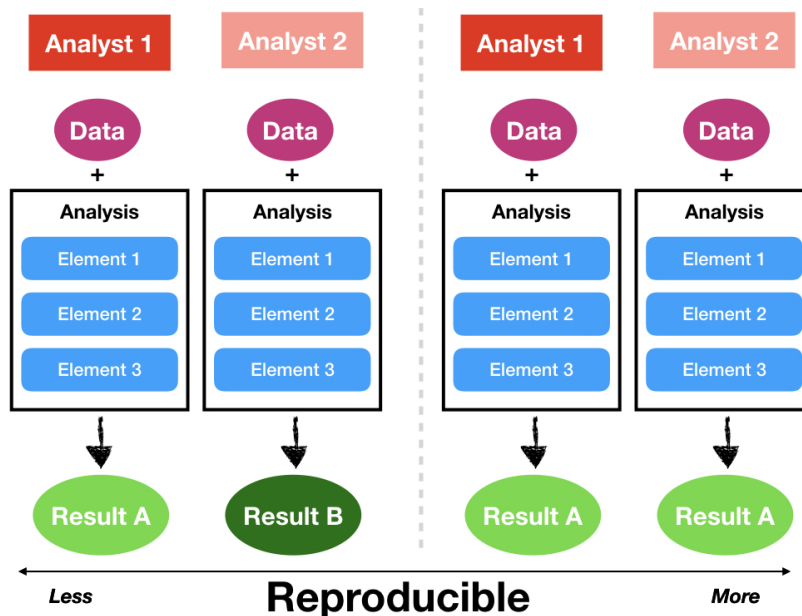 Analyst 1
Analyst 2
Analyst 1
Analyst 2
Data
Data
Data
Data
+
+
+
+
Analysis
Analysis
Analysis
Analysis
Element 1
Element 1
Element 1
Element 1
Element 2
Element 2
Element 2
Element 2
Element 3
Element 3
Element 3
Element 3
Result A
Result B
Result A
Result A
Less
Reproducible
More